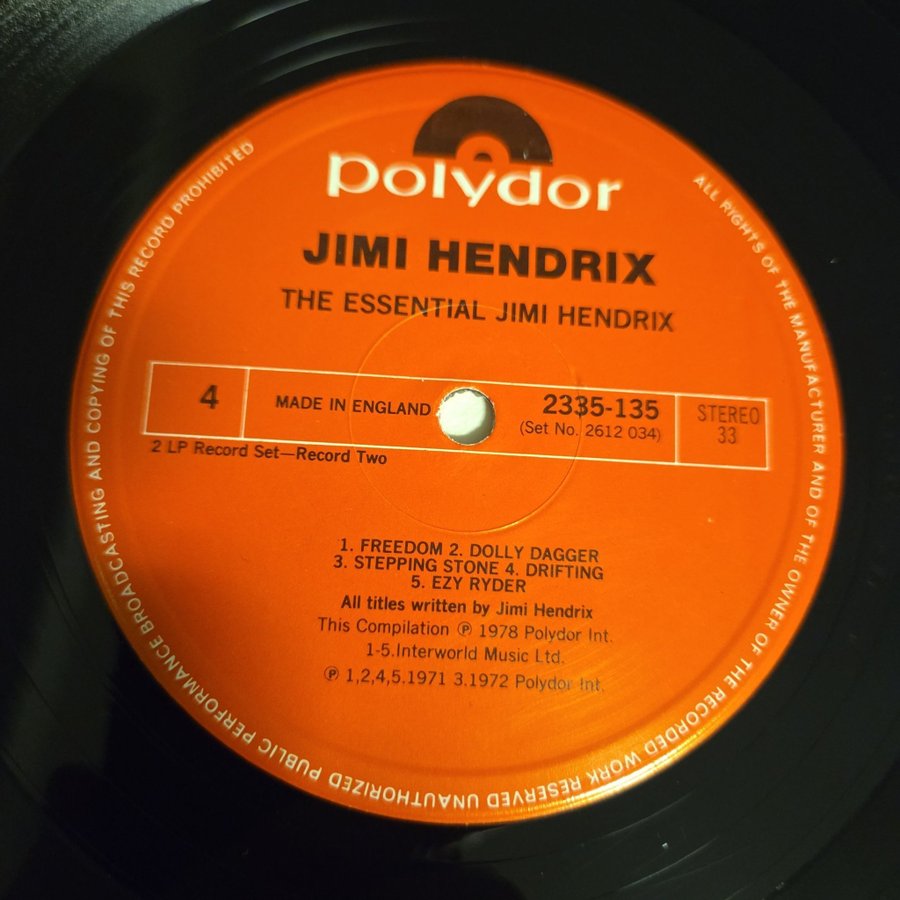 polydor
JIMI HENDRIX
THE ESSENTIAL JIMI HENDRIX
4
MADE IN ENGLAND
2335-135
(Set No. 2612 034)
STEREO
33
2 LP Record Set—Record Two
1. FREEDOM 2. DOLLY DAGGER
3. STEPPING STONE 4. DRIFTING
5. EZY RYDER
All titles written by Jimi Hendrix
This Compilation ℗ 1978 Polydor Int.
1-5.Interworld Music Ltd.
℗ 1,2,4,5.1971 3.1972 Polydor Int.
ALL RIGHTS OF THE MANUFACTURER AND OF THE OWNER OF THE RECORDED WORK RESERVED UNAUTHORIZED PUBLIC PERFORMANCE BROADCASTING AND COPYING OF THIS RECORD PROHIBITED